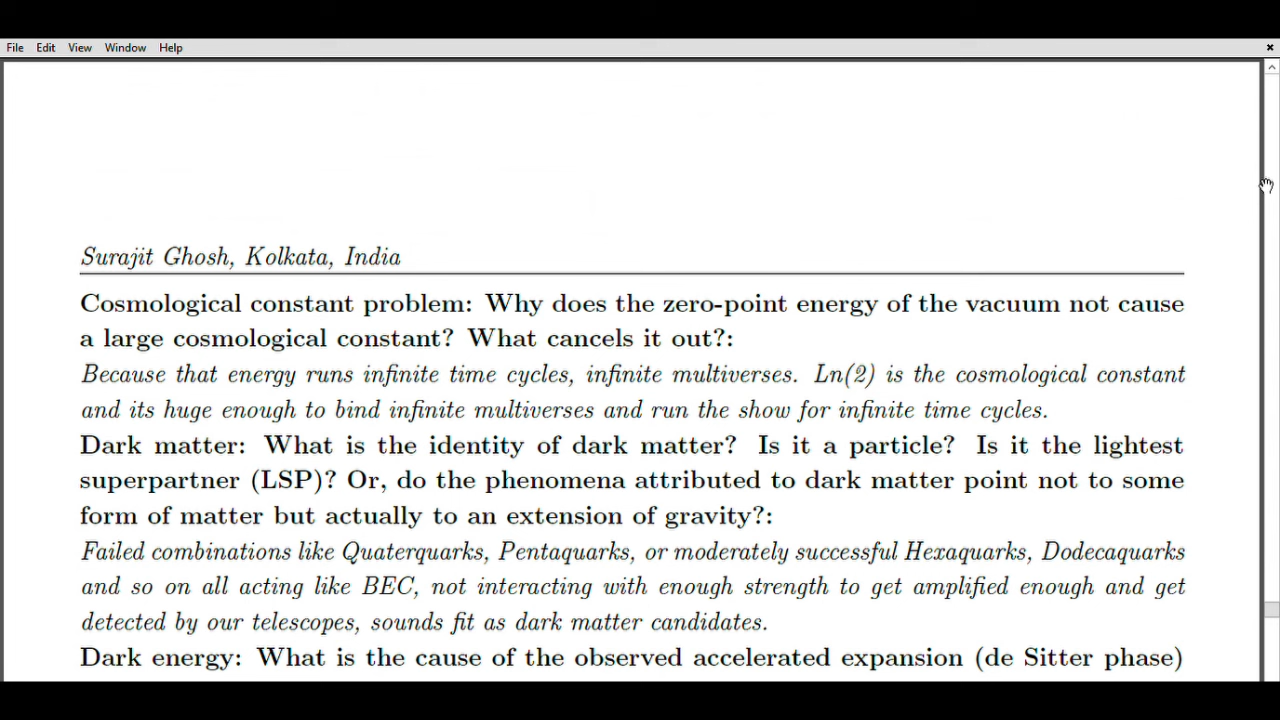 File Edit View Window Help
Surajit Ghosh, Kolkata, India
Cosmological constant problem: Why does the zero-point energy of the vacuum not cause
a large cosmological constant? What cancels it out?:
Because that energy runs infinite time cycles, infinite multiverses. Ln(2) is the cosmological constant
and its huge enough to bind infinite multiverses and run the show for infinite time cycles.
Dark matter: What is the identity of dark matter? Is it a particle? Is it the lightest
superpartner (LSP)? Or, do the phenomena attributed to dark matter point not to some
form of matter but actually to an extension of gravity?:
Failed combinations like Quaterquarks, Pentaquarks, or moderately successful Hexaquarks, Dodecaquarks
and so on all acting like BEC, not interacting with enough strength to get amplified enough and get
detected by our telescopes, sounds fit as dark matter candidates.
Dark energy: What is the cause of the observed accelerated expansion (de Sitter phase)